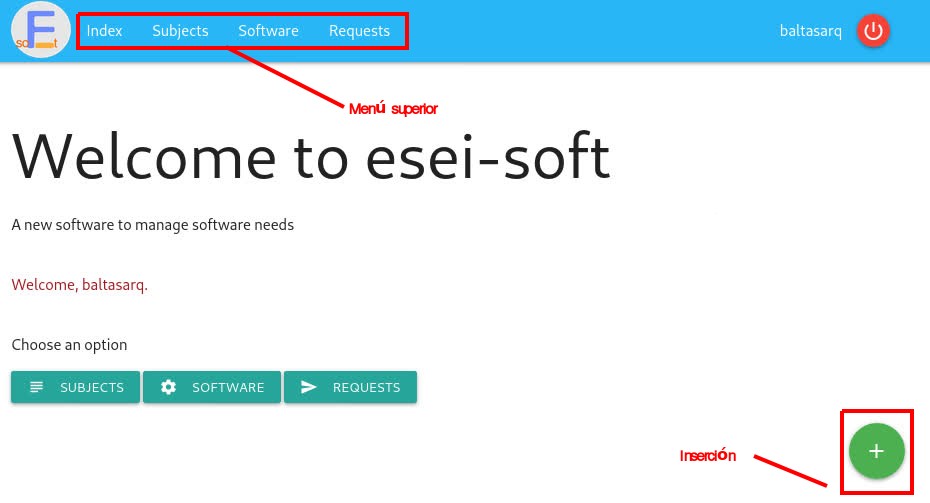 so E ft
Index Subjects Software Requests baltasarq
Menú superior
Welcome to esei-soft
A new software to manage software needs
Welcome, baltasarq.
Choose an option
SUBJECTS SOFTWARE REQUESTS
Inserción
+